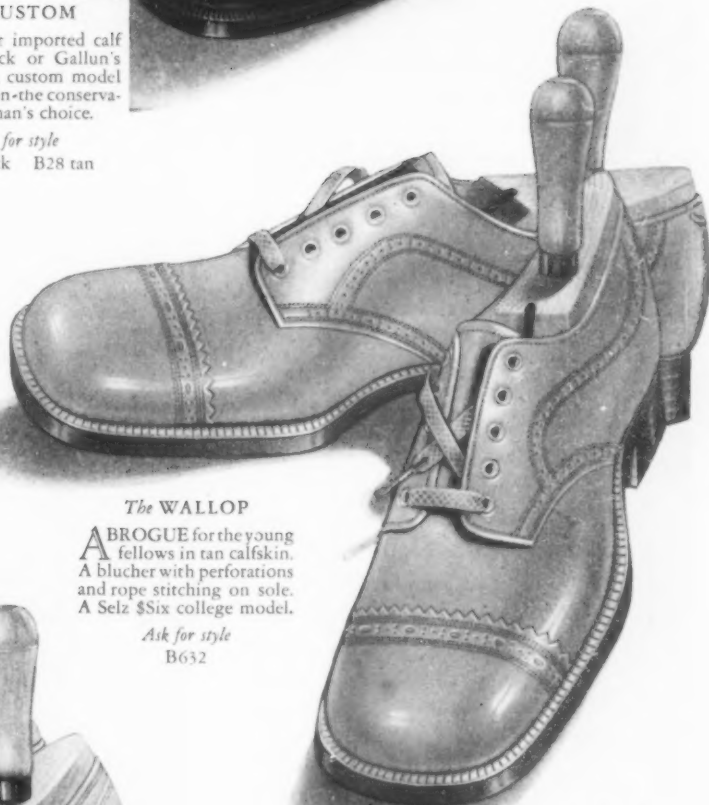 USTOM
imported calf
ck or Gallun's
custom model
n-the conserva-
nan's choice.
for style
k B28 tan
The WALLOP
A BROGUE for the young
fellows in tan calfskin.
A blucher with perforations
and rope stitching on sole.
A Selz $Six college model.
Ask for style
B632